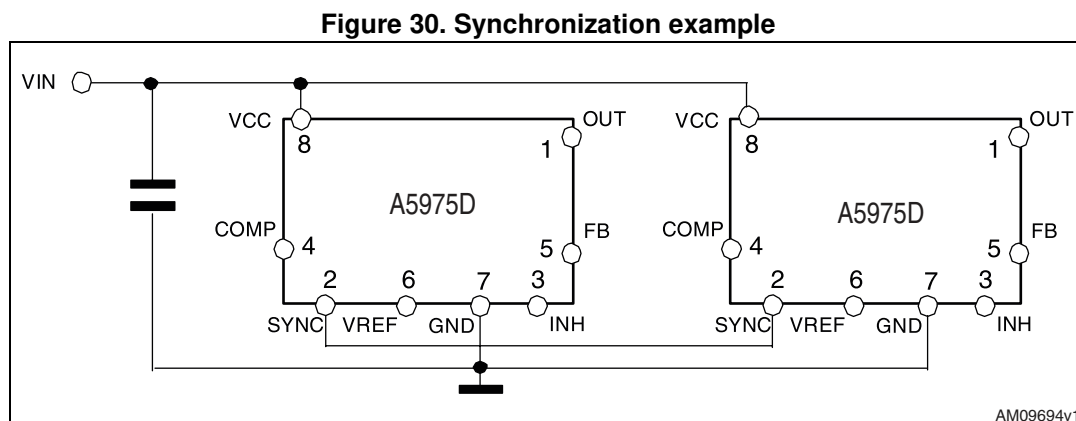 Figure 30. Synchronization example
VIN
VCC
8
OUT
1
A5975D
COMP
4
FB
5
2
6
7
3
SYNC
VREF
GND
INH
VCC
8
OUT
1
A5975D
COMP
4
FB
5
2
6
7
3
SYNC
VREF
GND
INH
AM09694v1